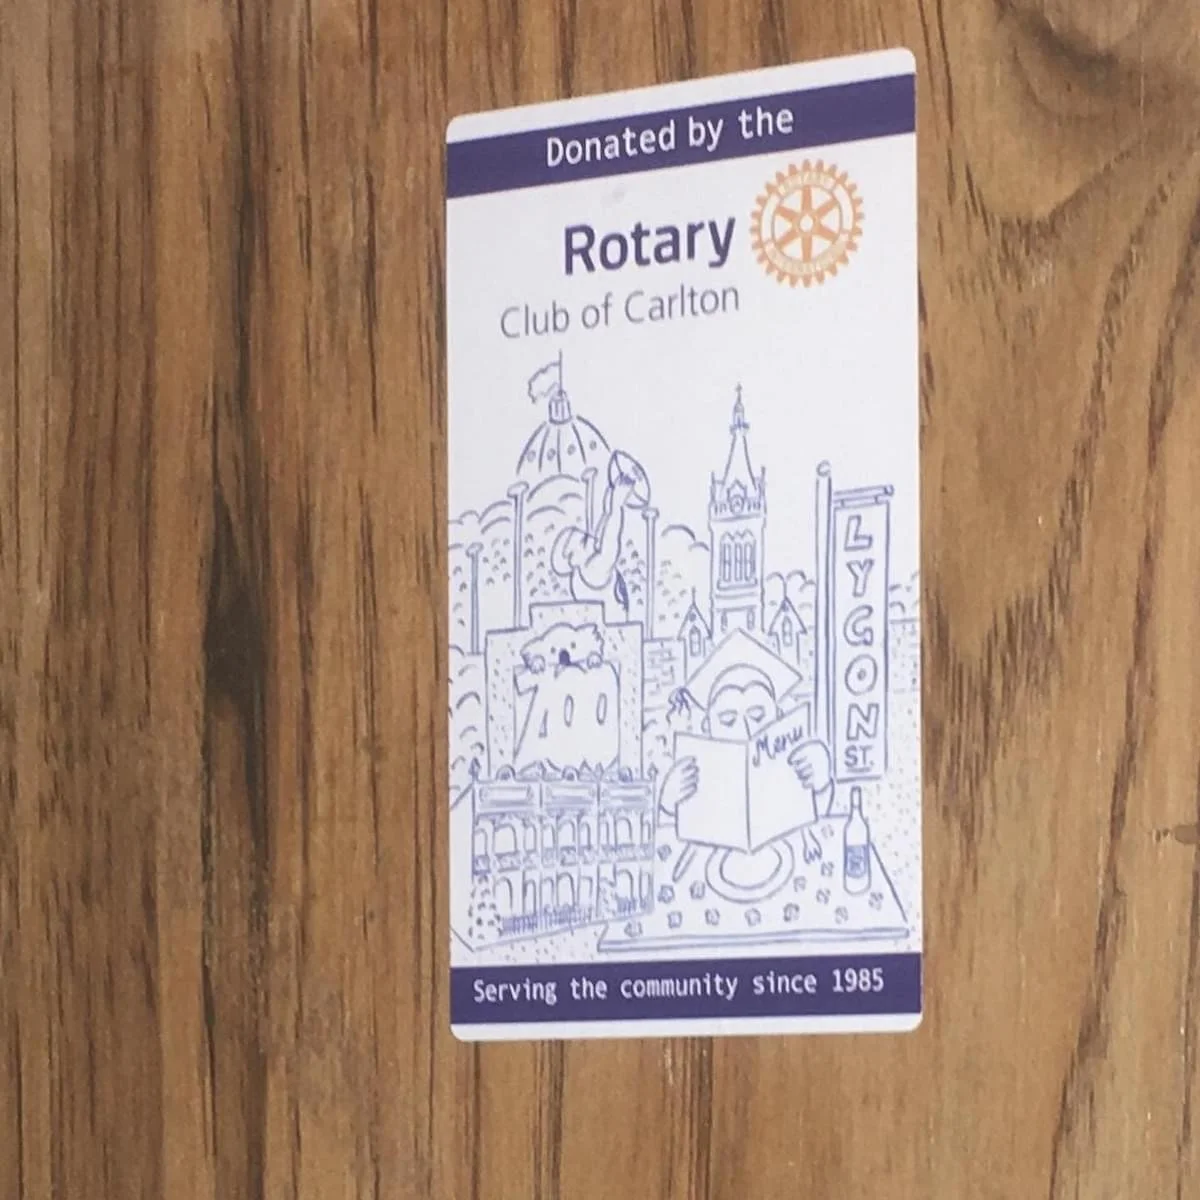 Donated by the
Rotary
Club of Carlton
ZOO
Menu
LYGON
ST.
Serving the community since 1985